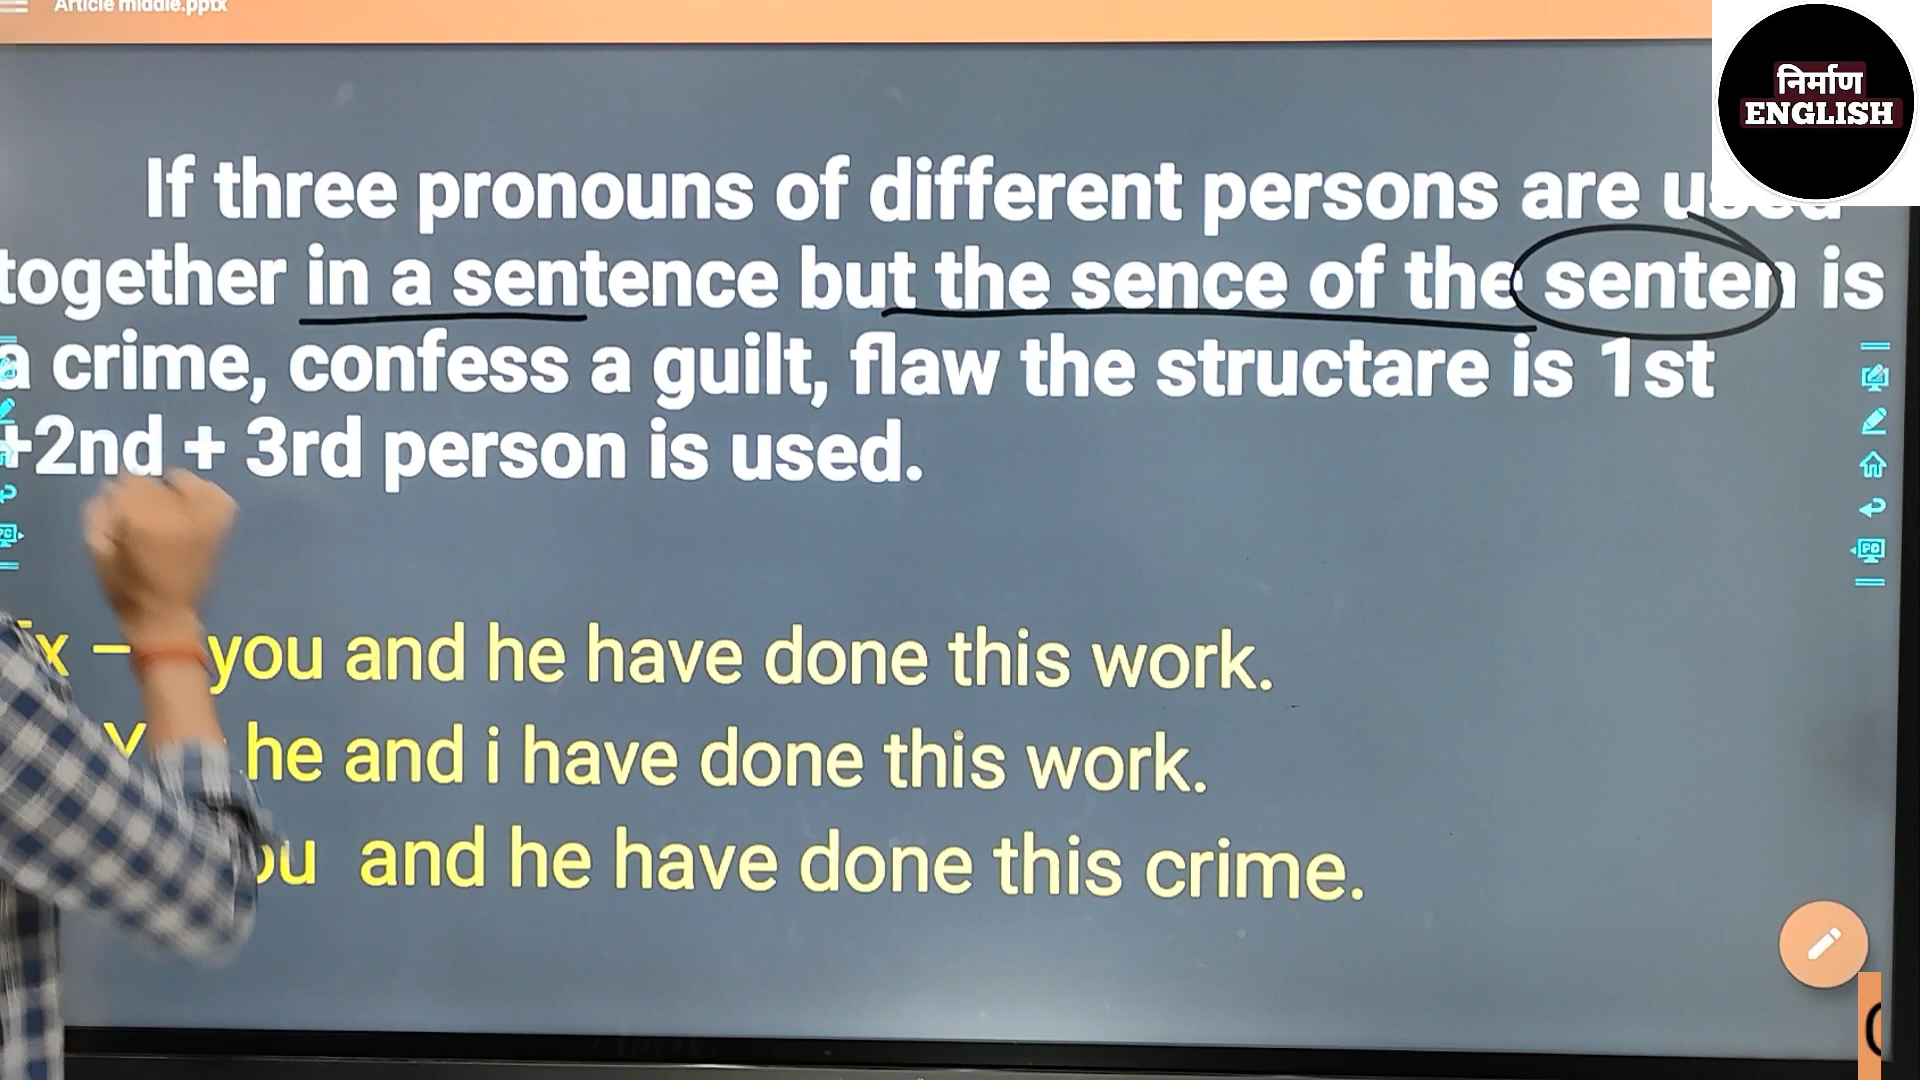 Article middle.pptx
निर्माण
ENGLISH
If three pronouns of different persons are used
together in a sentence but the sence of the senten is
a crime, confess a guilt, flaw the structare is 1st
+2nd + 3rd person is used.
Ex – you and he have done this work.
he and i have done this work.
and he have done this crime.